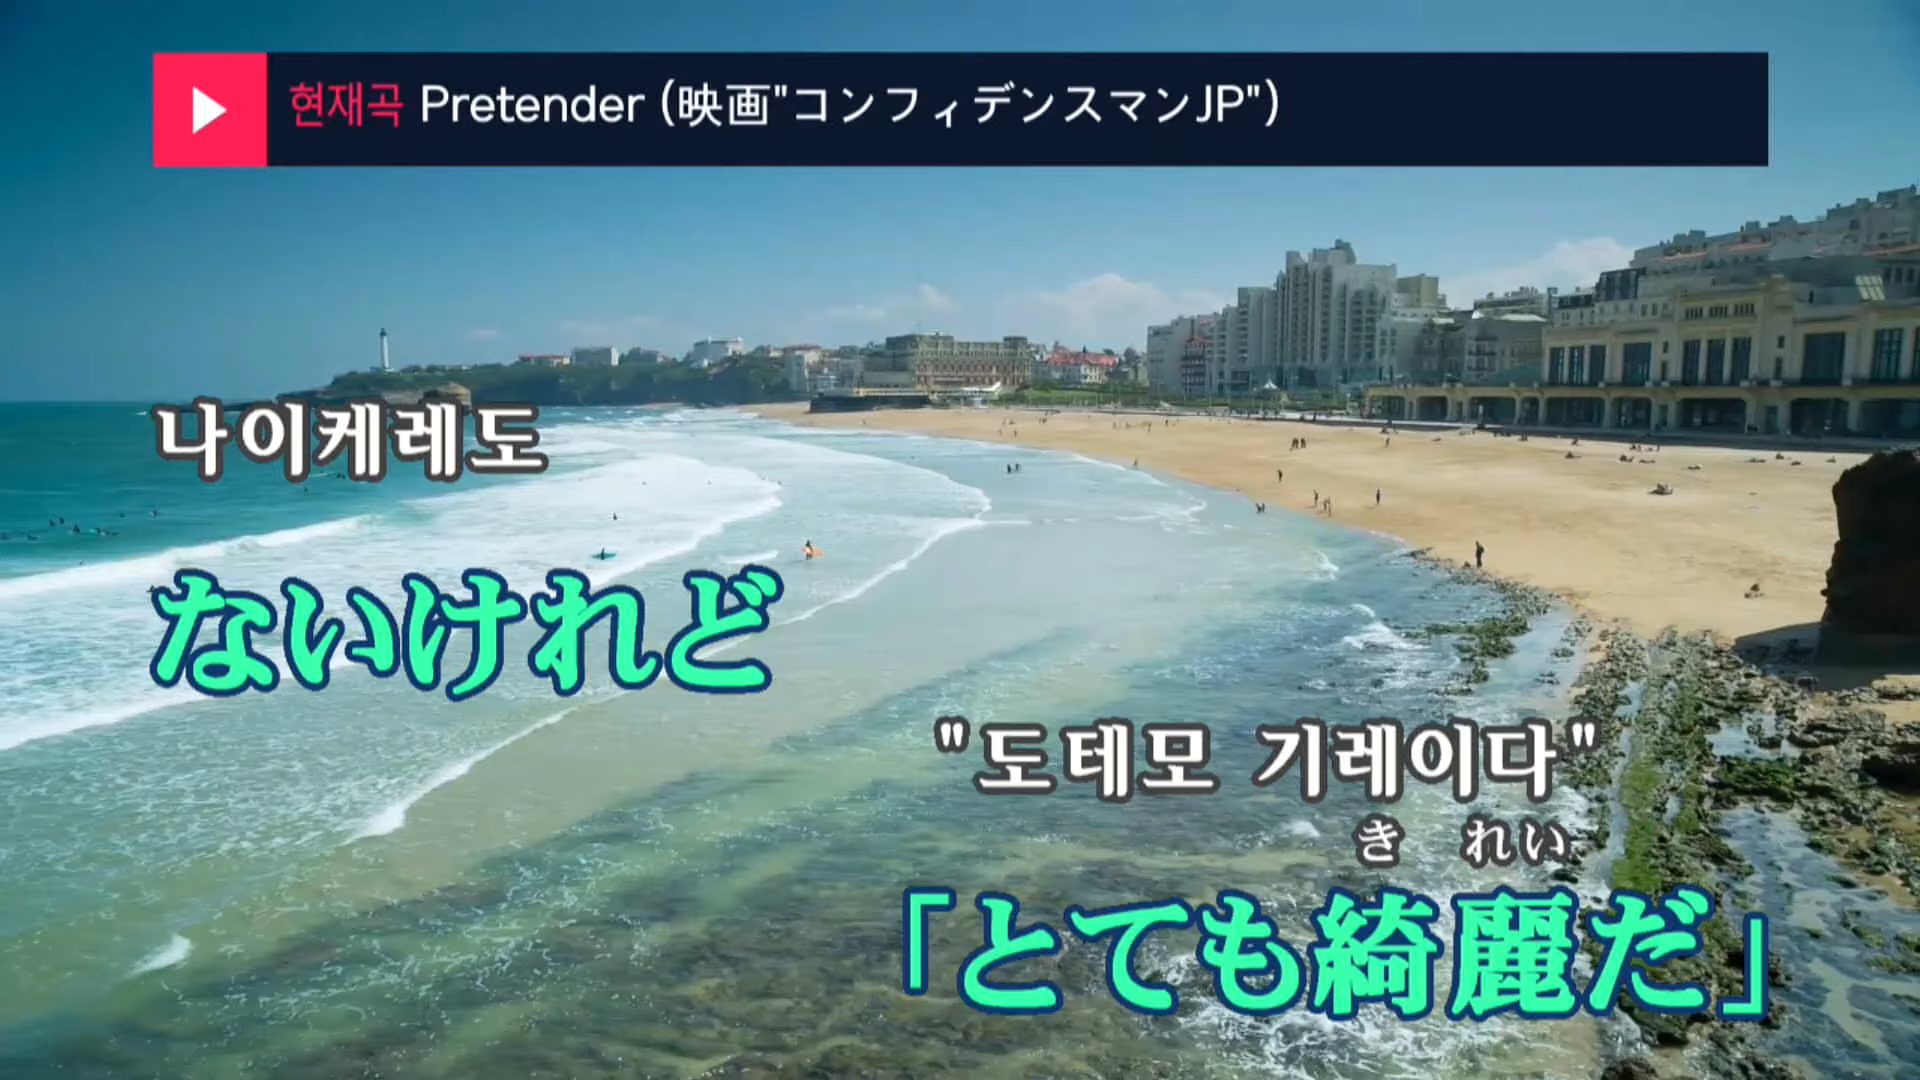 현재곡 Pretender (映画"コンフィデンスマンJP")
나이케레도
ないけれど
"도테모 기레이다"
き れい
「とても綺麗だ」